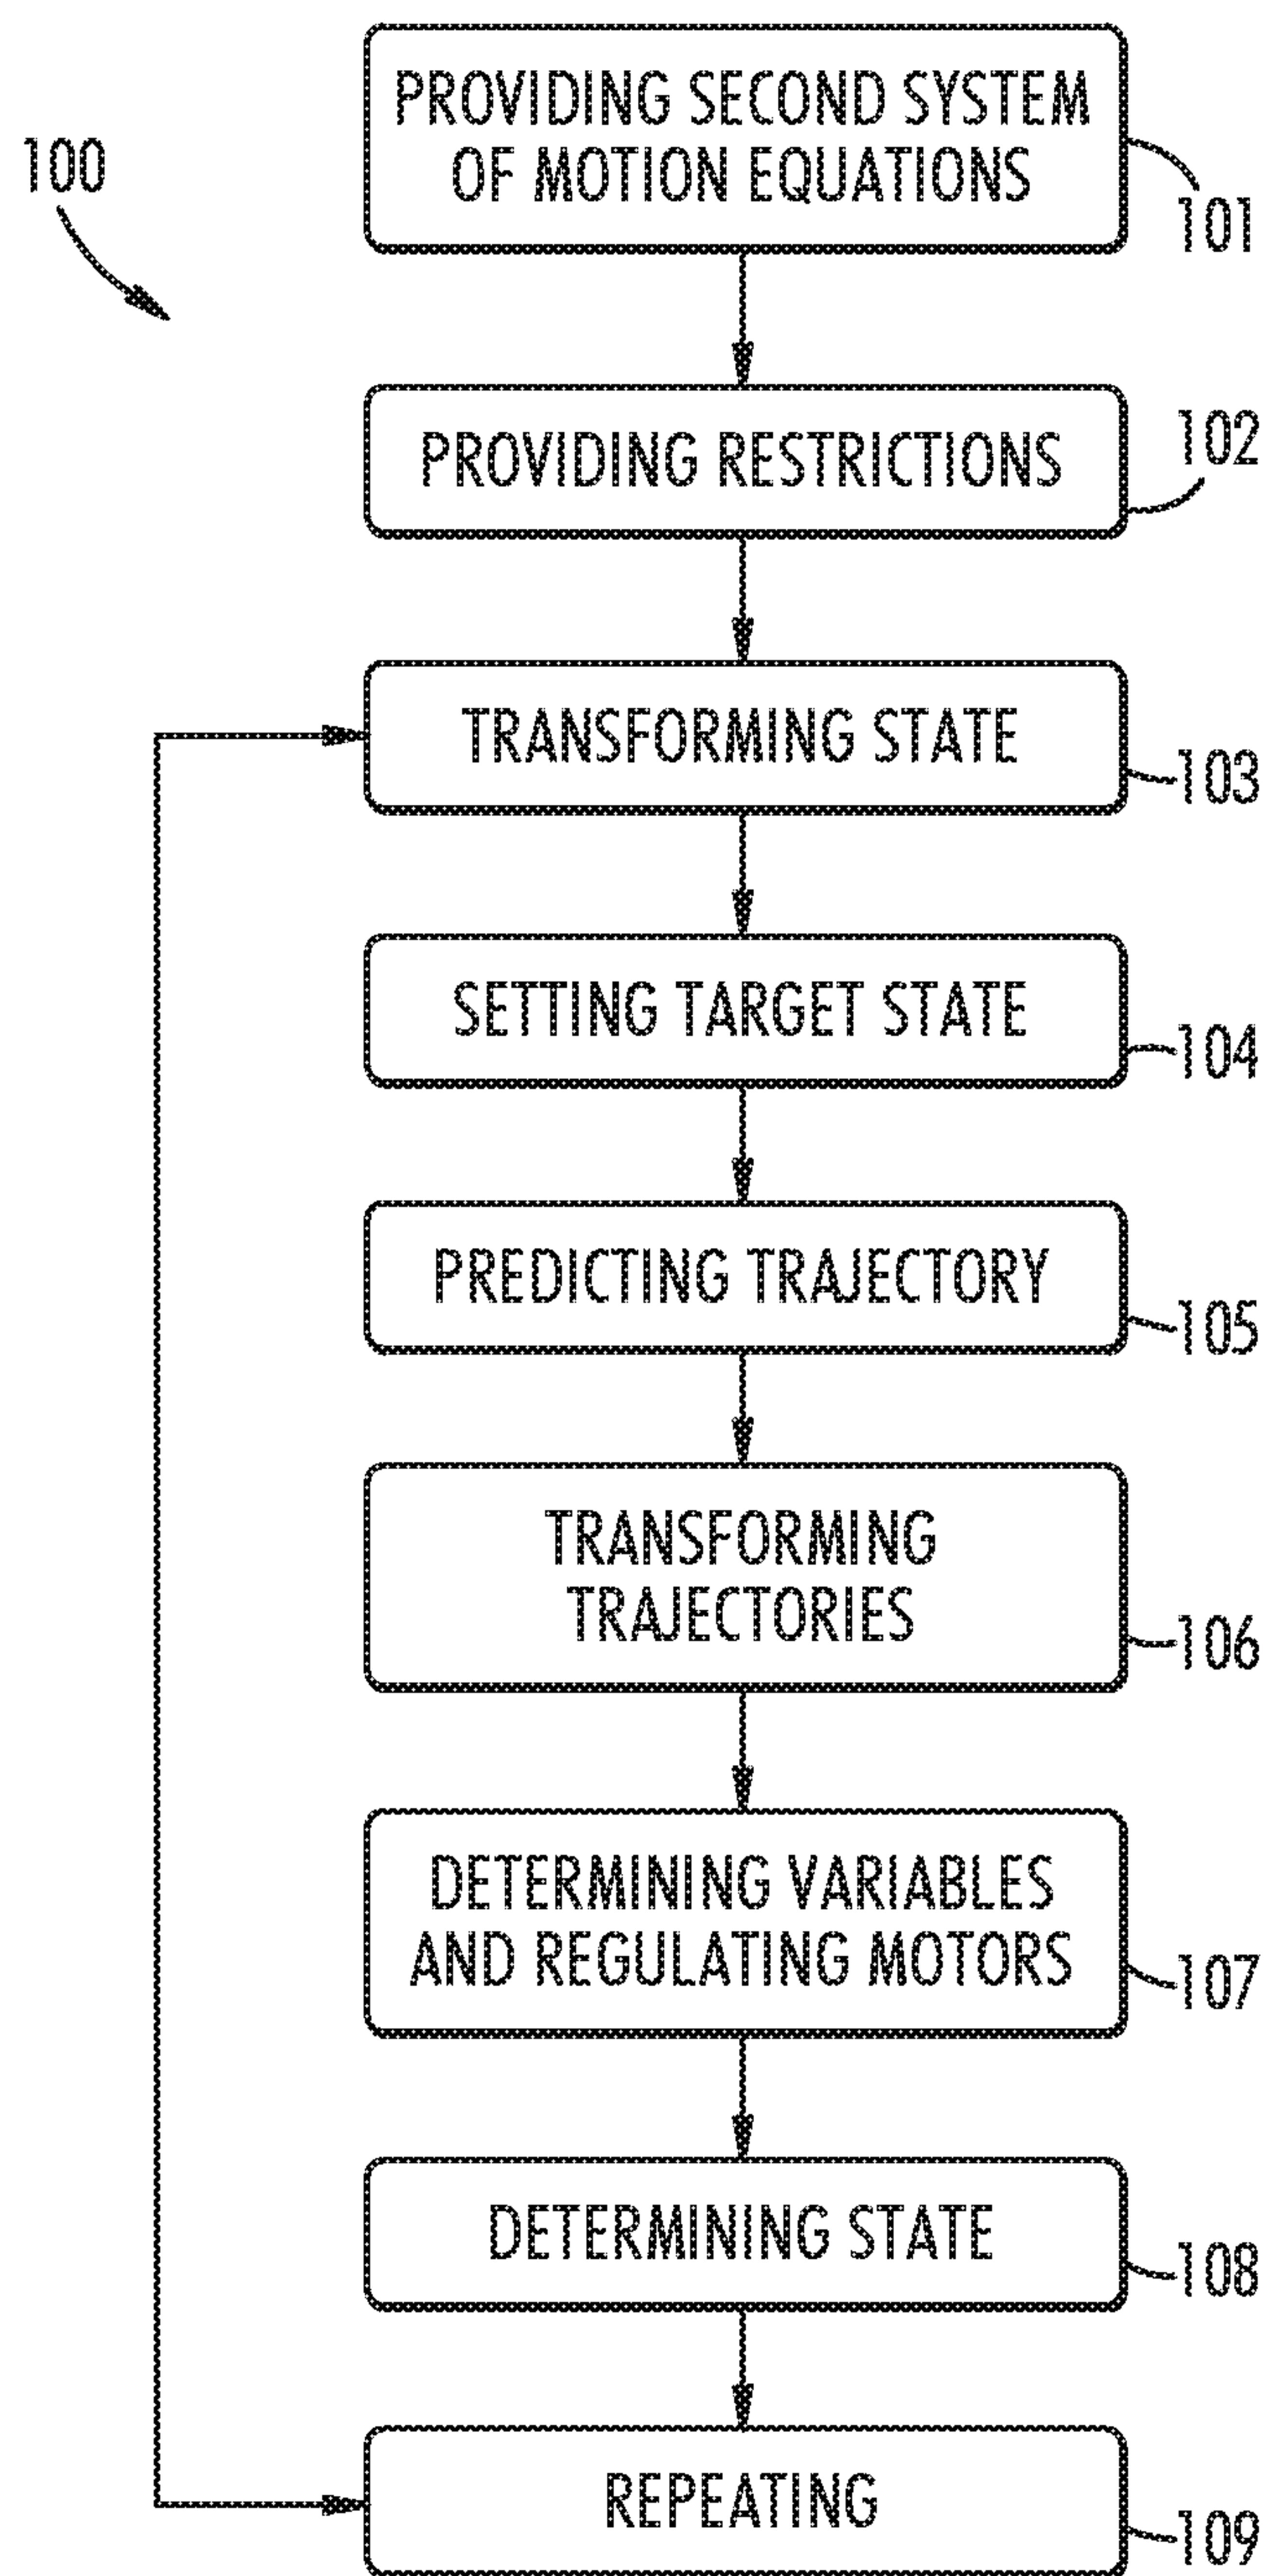 100
PROVIDING SECOND SYSTEM
OF MOTION EQUATIONS
101
PROVIDING RESTRICTIONS
102
TRANSFORMING STATE
103
SETTING TARGET STATE
104
PREDICTING TRAJECTORY
105
TRANSFORMING
TRAJECTORIES
106
DETERMINING VARIABLES
AND REGULATING MOTORS
107
DETERMINING STATE
108
REPEATING
109